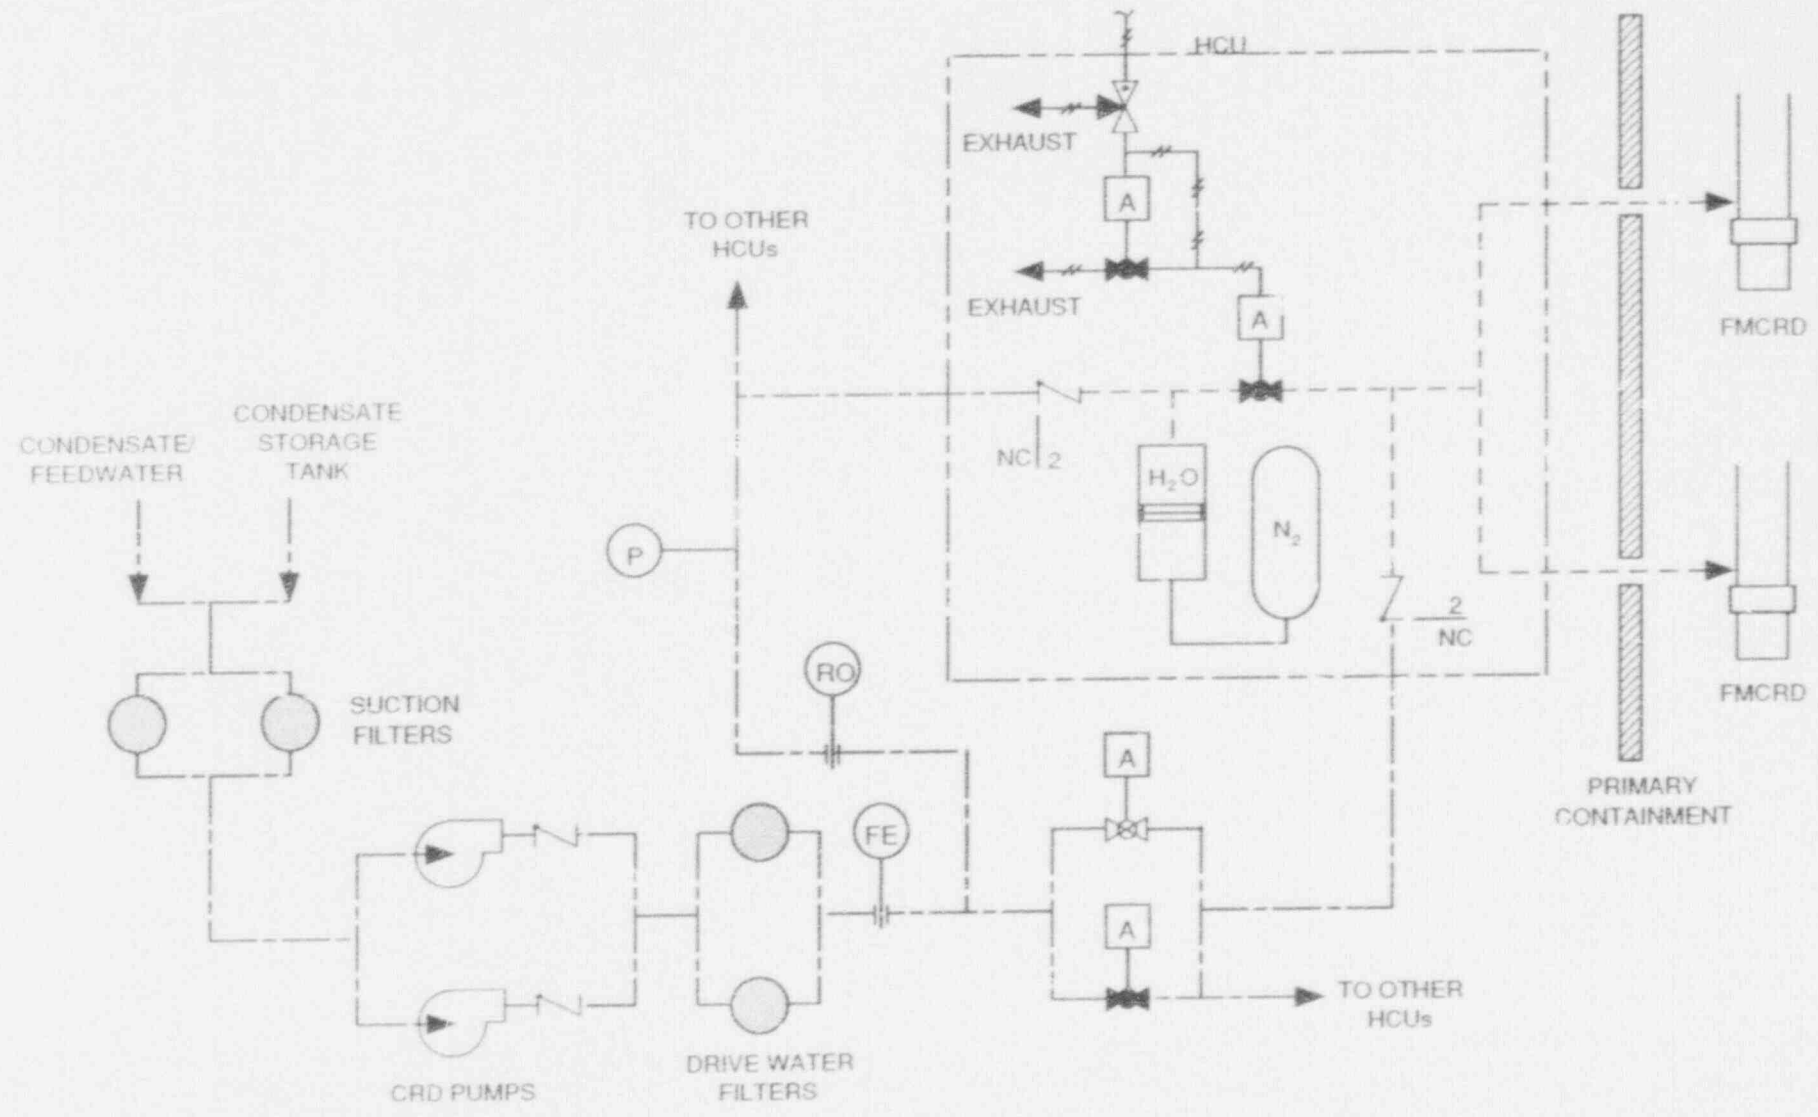 HCU
EXHAUST
A
TO OTHER
HCUs
EXHAUST
A
FMCRD
CONDENSATE/
FEEDWATER
CONDENSATE
STORAGE
TANK
NC 2
H2O
N2
P
2
NC
RO
SUCTION
FILTERS
FMCRD
A
PRIMARY
CONTAINMENT
FE
A
TO OTHER
HCUs
DRIVE WATER
FILTERS
CRD PUMPS